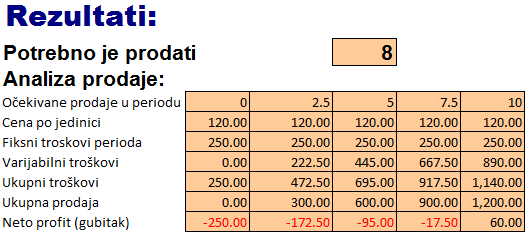 Rezultati:
Potrebno je prodati 8
Analiza prodaje:
Očekivane prodaje u periodu 0 2.5 5 7.5 10
Cena po jedinici 120.00 120.00 120.00 120.00 120.00
Fiksni troskovi perioda 250.00 250.00 250.00 250.00 250.00
Varijabilni troškovi 0.00 222.50 445.00 667.50 890.00
Ukupni troškovi 250.00 472.50 695.00 917.50 1,140.00
Ukupna prodaja 0.00 300.00 600.00 900.00 1,200.00
Neto profit (gubitak) -250.00 -172.50 -95.00 -17.50 60.00